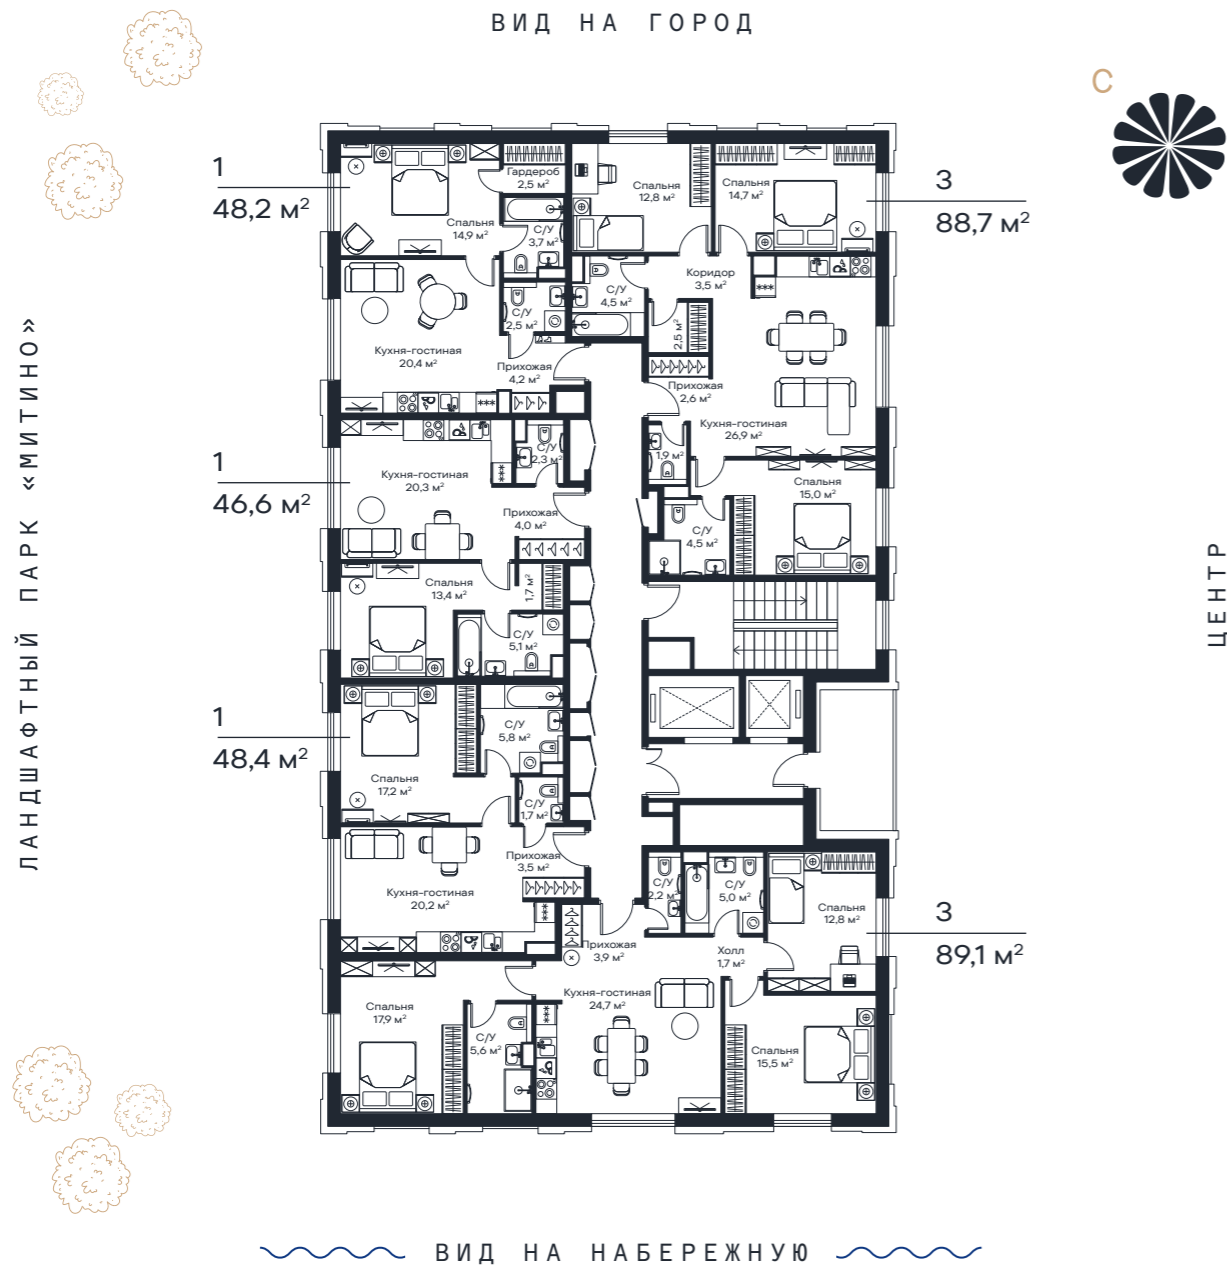 ВИД НА ГОРОД
С
ЛАНДШАФТНЫЙ ПАРК «МИТИНО»
ЦЕНТР
1
48,2 м²
Гардероб
2,5 м²
Спальня
14,9 м²
С/У
3,7 м²
С/У
2,5 м²
Кухня-гостиная
20,4 м²
Прихожая
4,2 м²
3
88,7 м²
Спальня
12,8 м²
Спальня
14,7 м²
Коридор
3,5 м²
С/У
4,5 м²
2,5 м²
Прихожая
2,6 м²
Кухня-гостиная
26,9 м²
1,9 м²
Спальня
15,0 м²
С/У
4,5 м²
1
46,6 м²
Кухня-гостиная
20,3 м²
С/У
2,3 м²
Прихожая
4,0 м²
Спальня
13,4 м²
1,7 м²
С/У
5,1 м²
1
48,4 м²
С/У
5,8 м²
Спальня
17,2 м²
С/У
1,7 м²
Прихожая
3,5 м²
Кухня-гостиная
20,2 м²
3
89,1 м²
С/У
2,2 м²
С/У
5,0 м²
Спальня
12,8 м²
Прихожая
3,9 м²
Холл
1,7 м²
Кухня-гостиная
24,7 м²
Спальня
17,9 м²
С/У
5,6 м²
Спальня
15,5 м²
ВИД НА НАБЕРЕЖНУЮ